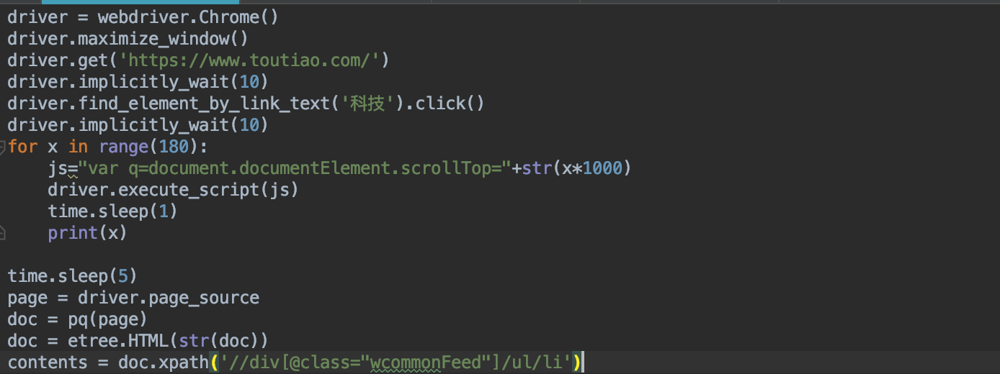 driver = webdriver.Chrome()
driver.maximize_window()
driver.get('https://www.toutiao.com/')
driver.implicitly_wait(10)
driver.find_element_by_link_text('科技').click()
driver.implicitly_wait(10)
for x in range(180):
    js="var q=document.documentElement.scrollTop="+str(x*1000)
    driver.execute_script(js)
    time.sleep(1)
    print(x)

time.sleep(5)
page = driver.page_source
doc = pq(page)
doc = etree.HTML(str(doc))
contents = doc.xpath('//div[@class="wcommonFeed"]/ul/li')